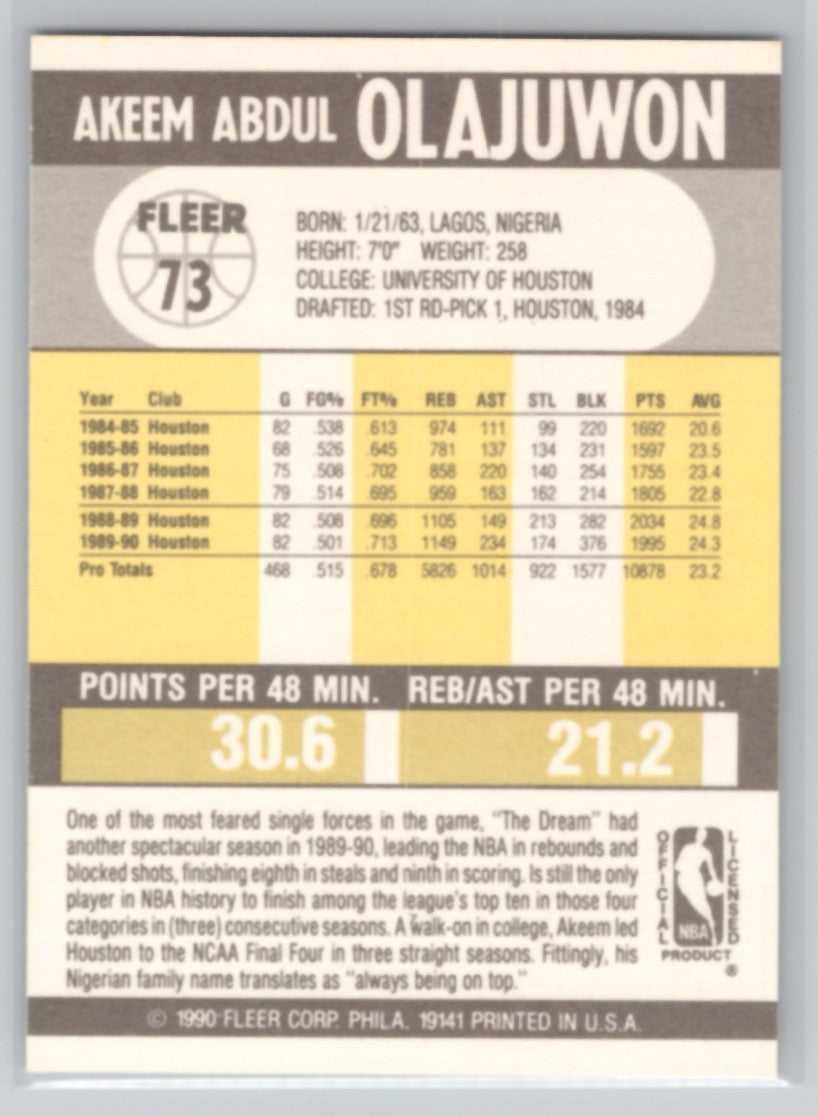 AKEEM ABDUL OLAJUWON
FLEER
73
BORN: 1/21/63, LAGOS, NIGERIA
HEIGHT: 7'0" WEIGHT: 258
COLLEGE: UNIVERSITY OF HOUSTON
DRAFTED: 1ST RD-PICK 1, HOUSTON, 1984
Year Club G FG% FT% REB AST STL BLK PTS AVG
1984-85 Houston 82 .538 .613 974 111 99 220 1692 20.6
1985-86 Houston 68 .526 .645 781 137 134 231 1597 23.5
1986-87 Houston 75 .508 .702 858 220 140 254 1755 23.4
1987-88 Houston 79 .514 .695 959 163 162 214 1805 22.8
1988-89 Houston 82 .508 .696 1105 149 213 282 2034 24.8
1989-90 Houston 82 .501 .713 1149 234 174 376 1995 24.3
Pro Totals 468 .515 .678 5826 1014 922 1577 10878 23.2
POINTS PER 48 MIN. REB/AST PER 48 MIN.
30.6 21.2
One of the most feared single forces in the game, "The Dream" had
another spectacular season in 1989-90, leading the NBA in rebounds and
blocked shots, finishing eighth in steals and ninth in scoring. Is still the only
player in NBA history to finish among the league's top ten in those four
categories in (three) consecutive seasons. A walk-on in college, Akeem led
Houston to the NCAA Final Four in three straight seasons. Fittingly, his
Nigerian family name translates as "always being on top."
OFFICIAL
NBA
LICENSED
PRODUCT
®
© 1990 FLEER CORP. PHILA. 19141 PRINTED IN U.S.A.